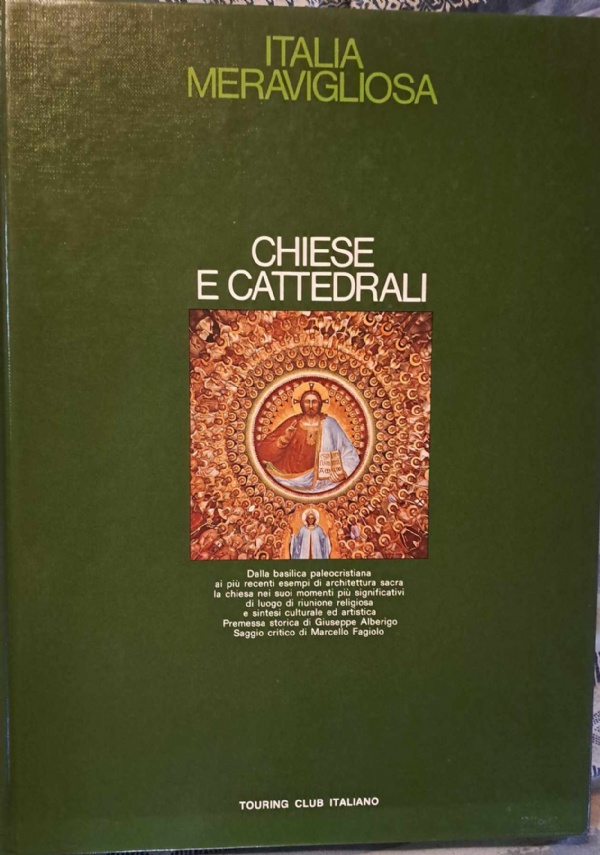 ITALIA
MERAVIGLIOSA
CHIESE
E CATTEDRALI
Dalla basilica paleocristiana
ai più recenti esempi di architettura sacra
la chiesa nei suoi momenti più significativi
di luogo di riunione religiosa
e sintesi culturale ed artistica
Premessa storica di Giuseppe Alberigo
Saggio critico di Marcello Fagiolo
TOURING CLUB ITALIANO